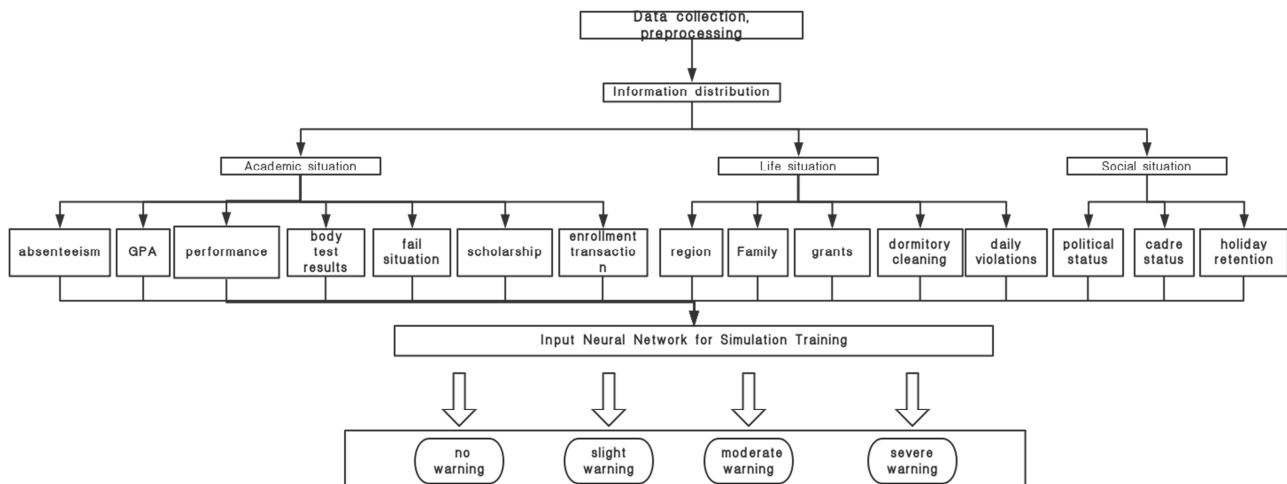 Data collection,
preprocessing
Information distribution
Academic situation
Life situation
Social situation
absenteeism
GPA
performance
body
test
results
fail
situation
scholarship
enrollment
transactio
n
region
Family
grants
dormitory
cleaning
daily
violations
political
status
cadre
status
holiday
retention
Input Neural Network for Simulation Training
no
warning
slight
warning
moderate
warning
severe
warning